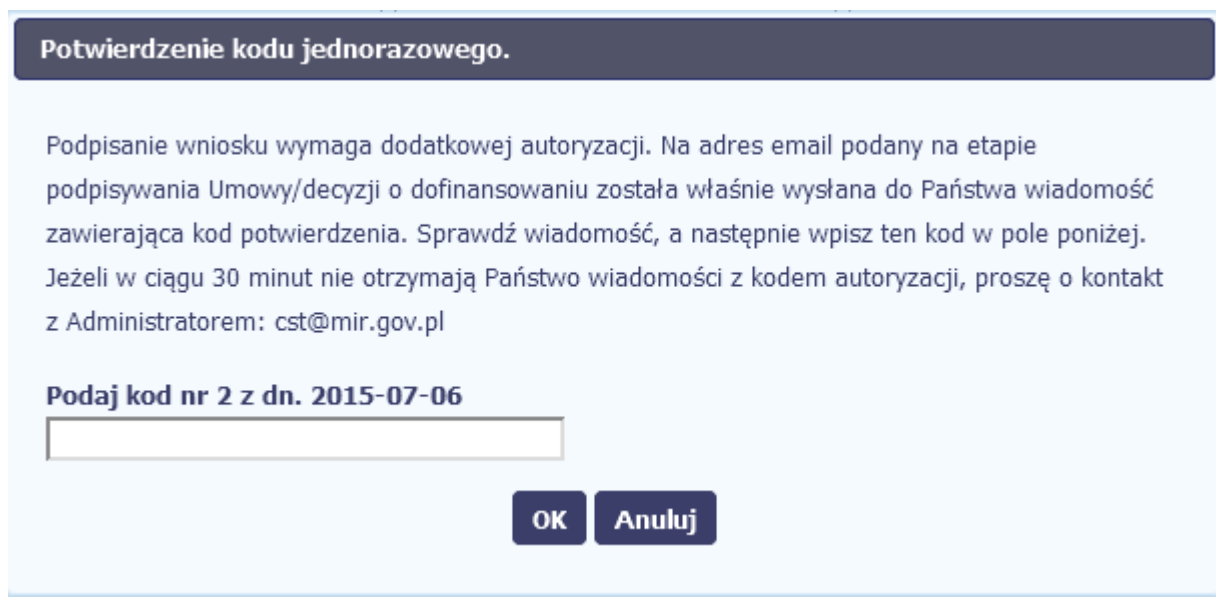 Potwierdzenie kodu jednorazowego.
Podpisanie wniosku wymaga dodatkowej autoryzacji. Na adres email podany na etapie
podpisywania Umowy/decyzji o dofinansowaniu została właśnie wysłana do Państwa wiadomość
zawierająca kod potwierdzenia. Sprawdź wiadomość, a następnie wpisz ten kod w pole poniżej.
Jeżeli w ciągu 30 minut nie otrzymają Państwo wiadomości z kodem autoryzacji, proszę o kontakt
z Administratorem: cst@mir.gov.pl
Podaj kod nr 2 z dn. 2015-07-06
OK Anuluj